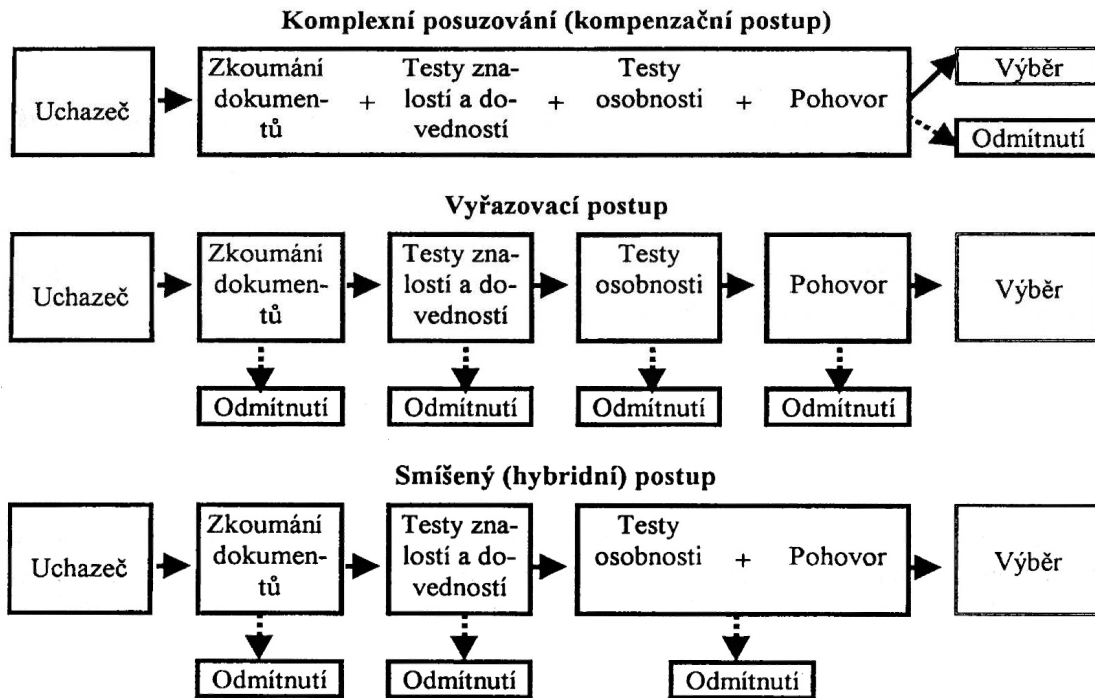 Komplexní posuzování (kompenzační postup)
Uchazeč
Zkoumání
dokumen-
tů
+
Testy zna-
lostí a do-
vedností
+
Testy
osobnosti
+
Pohovor
Výběr
Odmítnutí
Vyřazovací postup
Uchazeč
Zkoumání
dokumen-
tů
Testy zna-
lostí a do-
vedností
Testy
osobnosti
Pohovor
Výběr
Odmítnutí
Odmítnutí
Odmítnutí
Odmítnutí
Smíšený (hybridní) postup
Uchazeč
Zkoumání
dokumen-
tů
Testy zna-
lostí a do-
vedností
Testy
osobnosti
+
Pohovor
Výběr
Odmítnutí
Odmítnutí
Odmítnutí